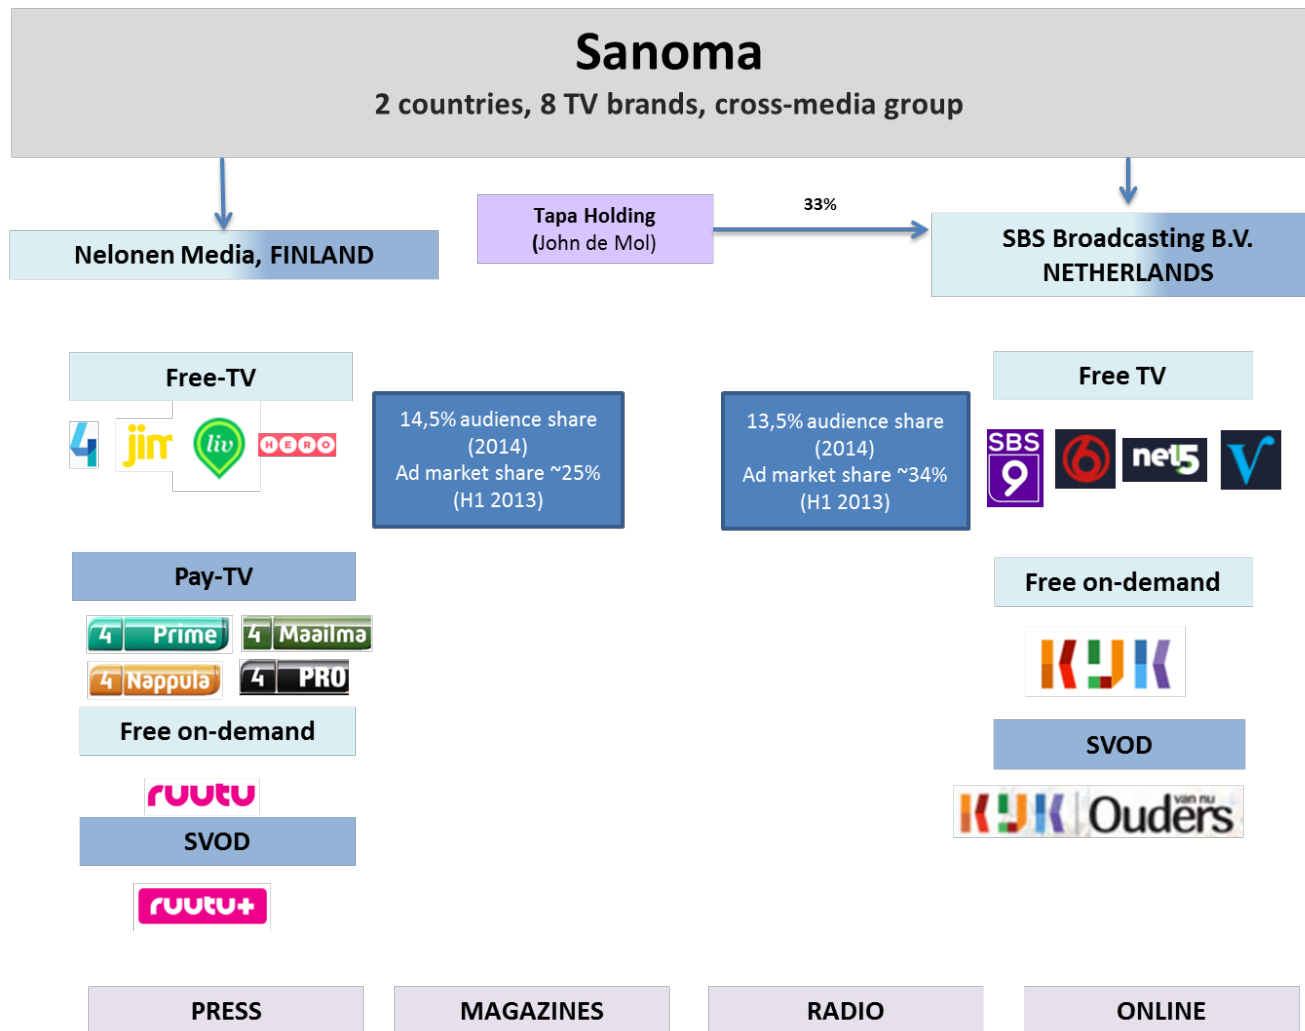 Sanoma
2 countries, 8 TV brands, cross-media group
Tapa Holding
(John de Mol)
33%
Nelonen Media, FINLAND
SBS Broadcasting B.V.
NETHERLANDS
Free-TV
4
jim
liv
HERO
14,5% audience share
(2014)
Ad market share ~25%
(H1 2013)
13,5% audience share
(2014)
Ad market share ~34%
(H1 2013)
Free TV
SBS
9
6
net5
V
Pay-TV
4 Prime
4 Maailma
4 Nappula
4 PRO
Free on-demand
ruutu
SVOD
ruutu+
Free on-demand
KIJK
SVOD
KIJK Ouders
van nu
PRESS
MAGAZINES
RADIO
ONLINE